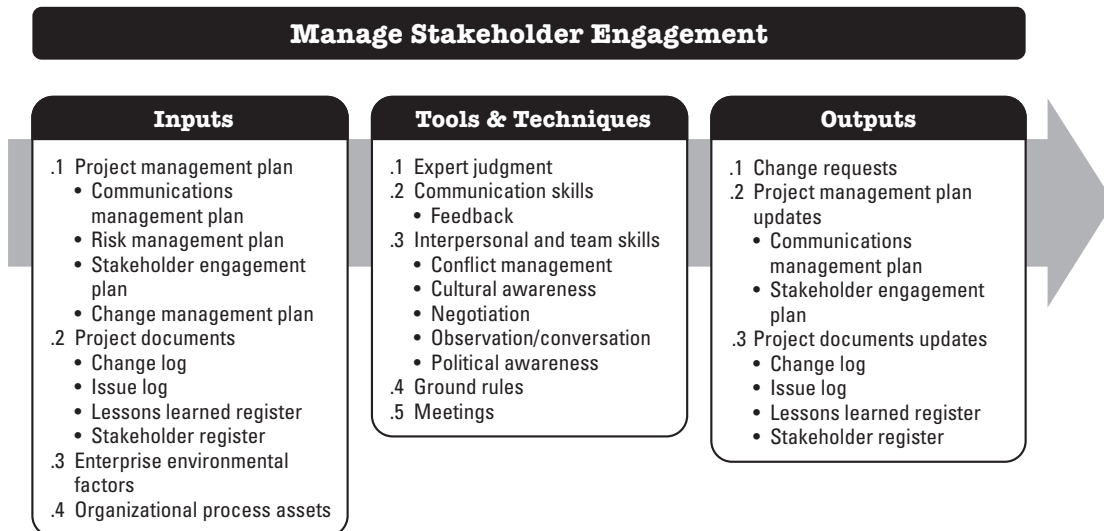 Manage Stakeholder Engagement
Inputs
.1 Project management plan
• Communications
management plan
• Risk management plan
• Stakeholder engagement
plan
• Change management plan
.2 Project documents
• Change log
• Issue log
• Lessons learned register
• Stakeholder register
.3 Enterprise environmental
factors
.4 Organizational process assets
Tools & Techniques
.1 Expert judgment
.2 Communication skills
• Feedback
.3 Interpersonal and team skills
• Conflict management
• Cultural awareness
• Negotiation
• Observation/conversation
• Political awareness
.4 Ground rules
.5 Meetings
Outputs
.1 Change requests
.2 Project management plan
updates
• Communications
management plan
• Stakeholder engagement
plan
.3 Project documents updates
• Change log
• Issue log
• Lessons learned register
• Stakeholder register